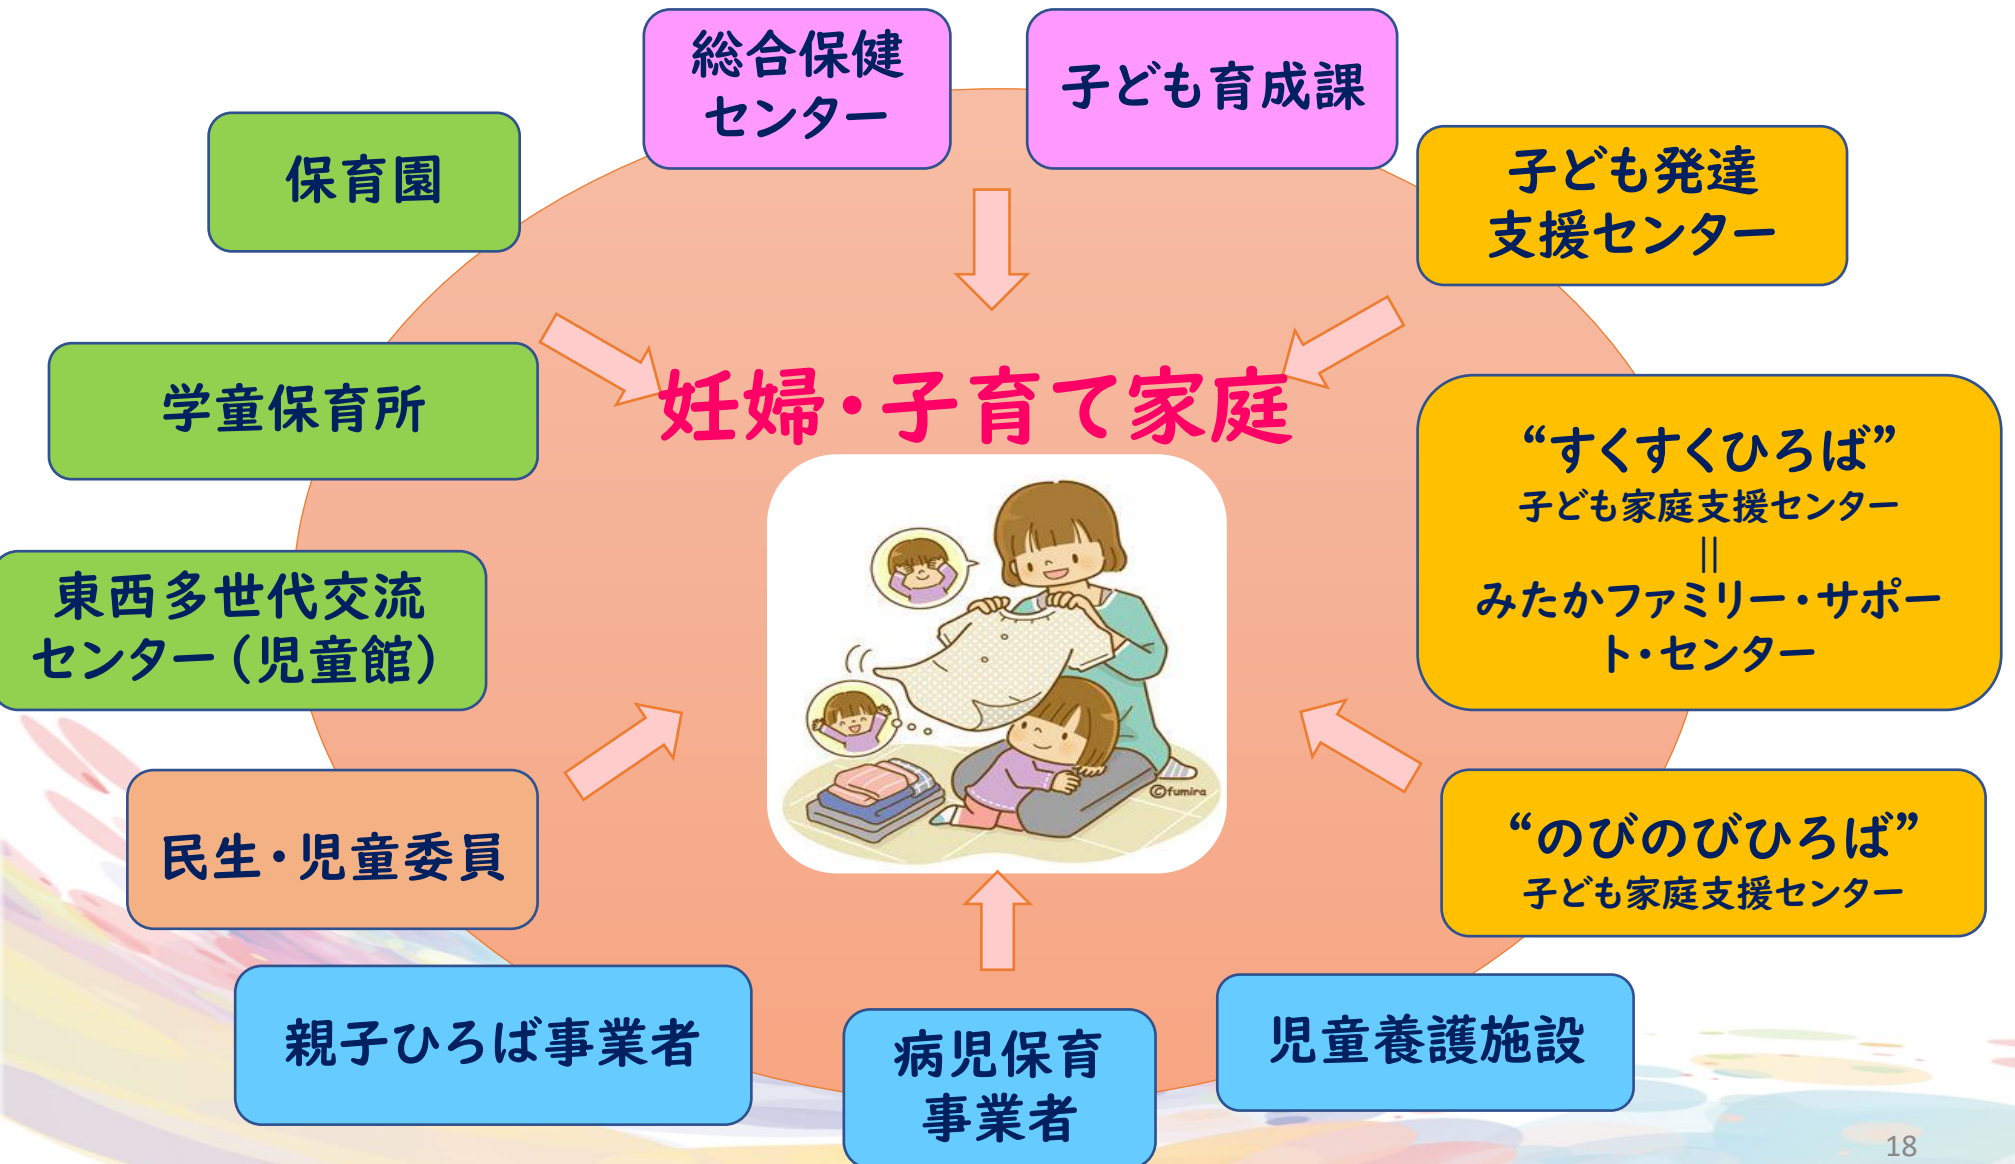 総合保健
センター
子ども育成課
保育園
子ども発達
支援センター
学童保育所
妊婦・子育て家庭
“すくすくひろば”
子ども家庭支援センター
||
みたかファミリー・サポー
ト・センター
東西多世代交流
センター(児童館)
©fumira
民生・児童委員
“のびのびひろば”
子ども家庭支援センター
親子ひろば事業者
病児保育
事業者
児童養護施設
18